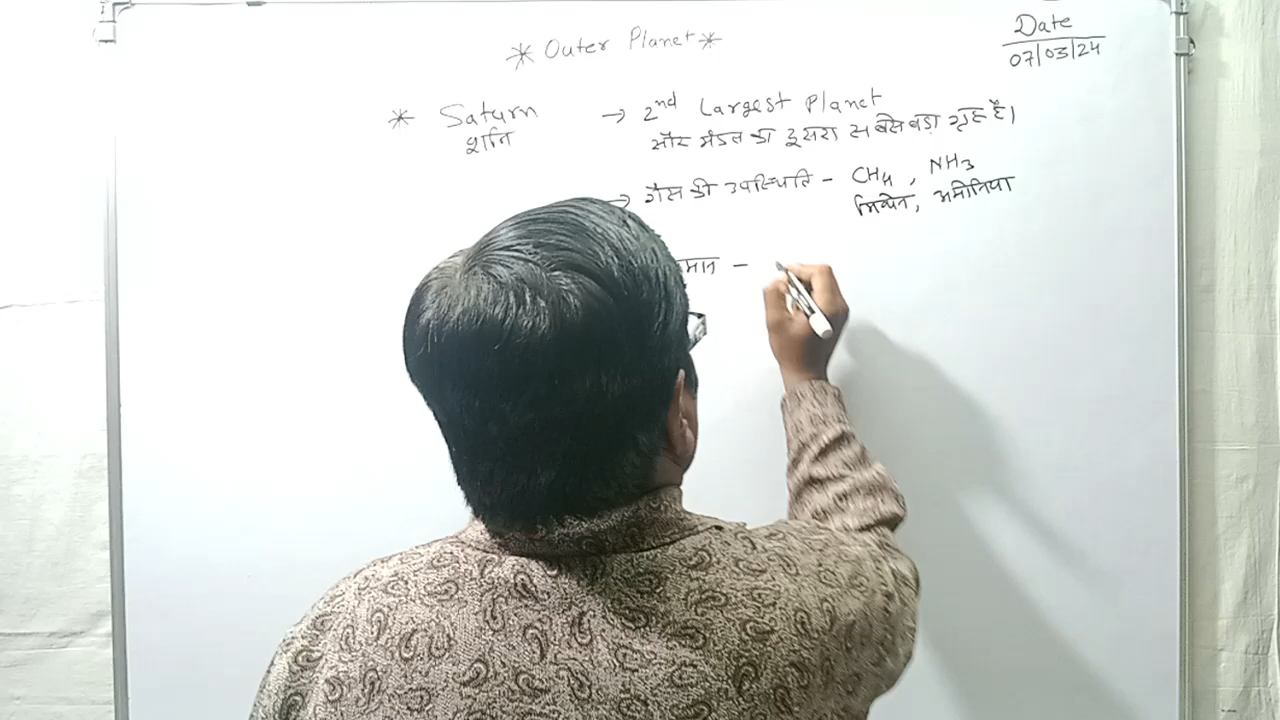 * Outer Planet *
Date
07/03/24
* Saturn → 2nd Largest Planet
शनि सौर मंडल का दूसरा सबसे बड़ा ग्रह है।
→ गैस की उपस्थिति - CH4, NH3
मिथेन, अमोनिया
मान -